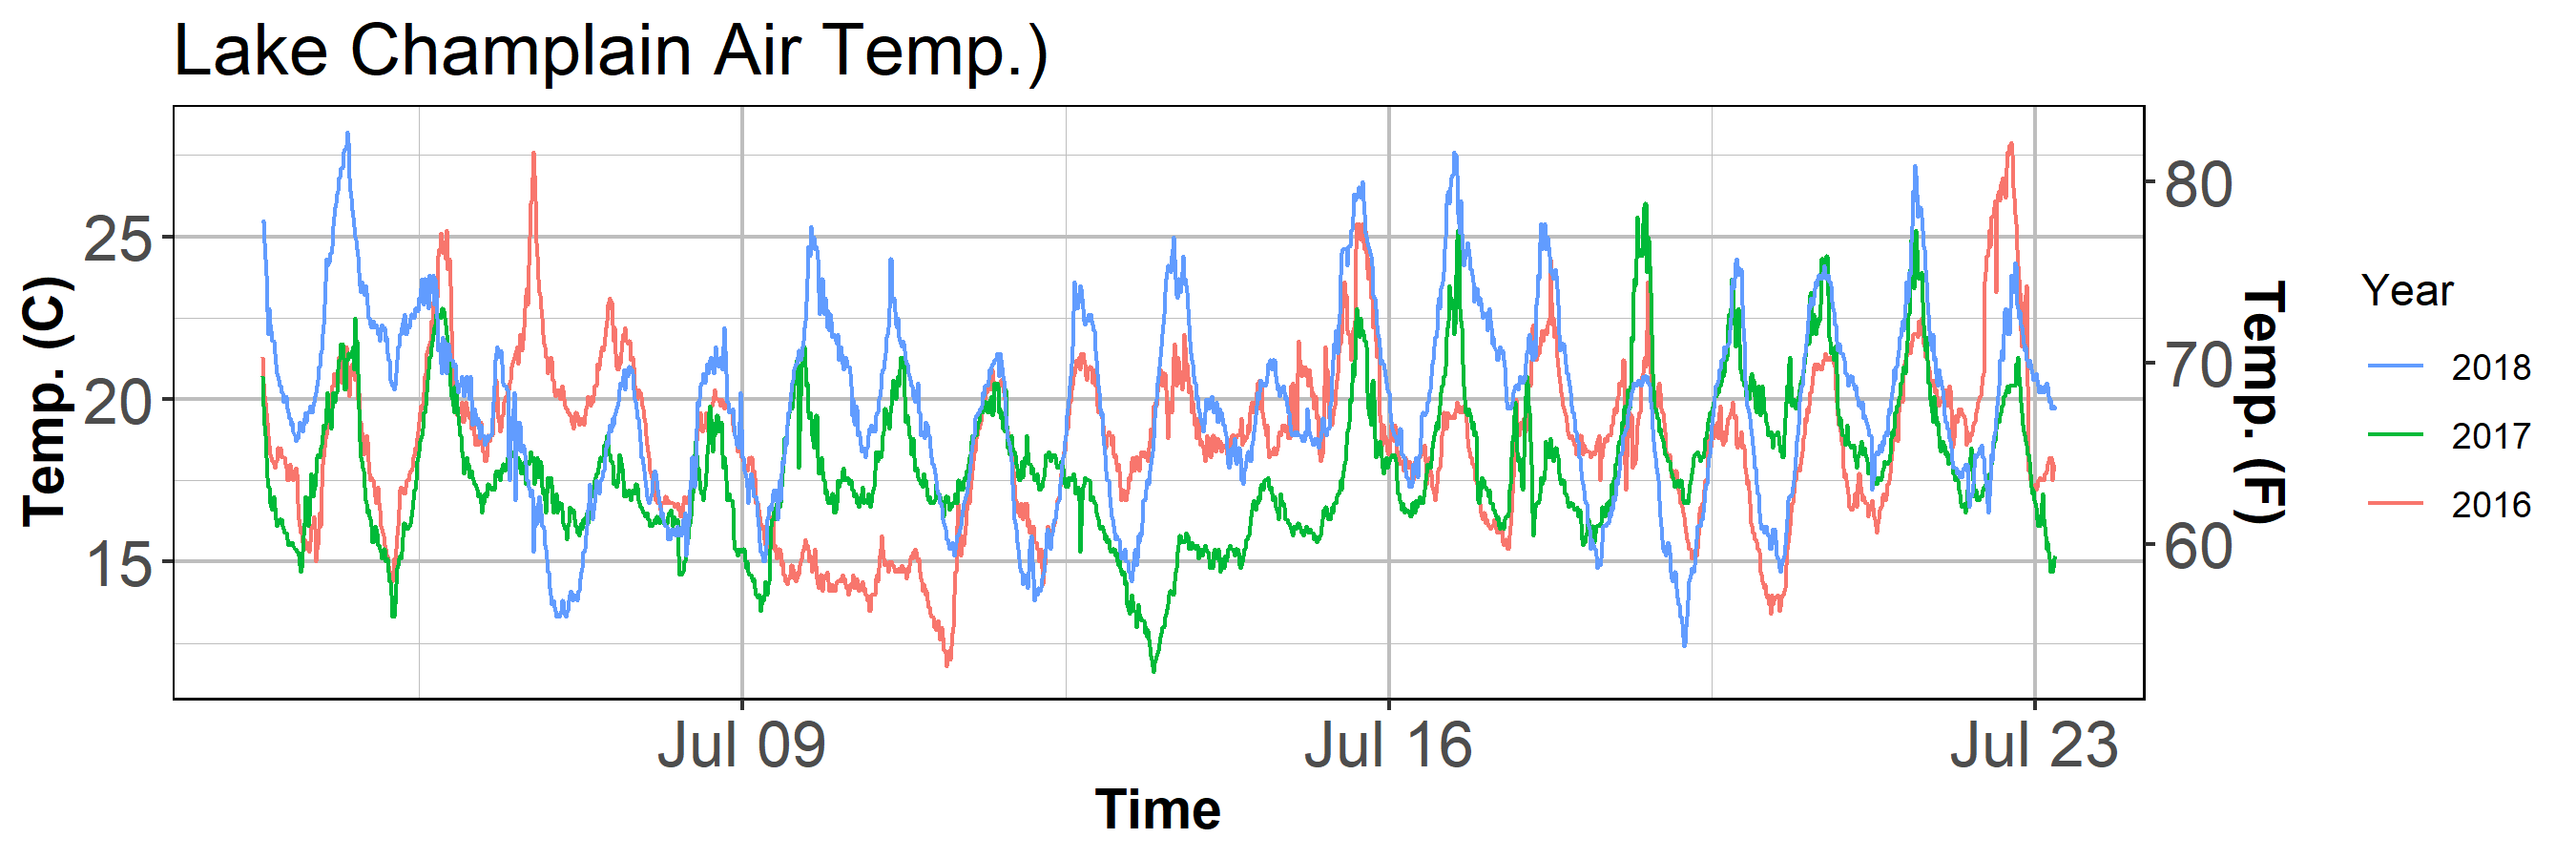 Lake Champlain Air Temp.)
Temp. (C)
25
20
15
80
70
60
Temp. (F)
Jul 09
Jul 16
Jul 23
Time
Year
2018
2017
2016